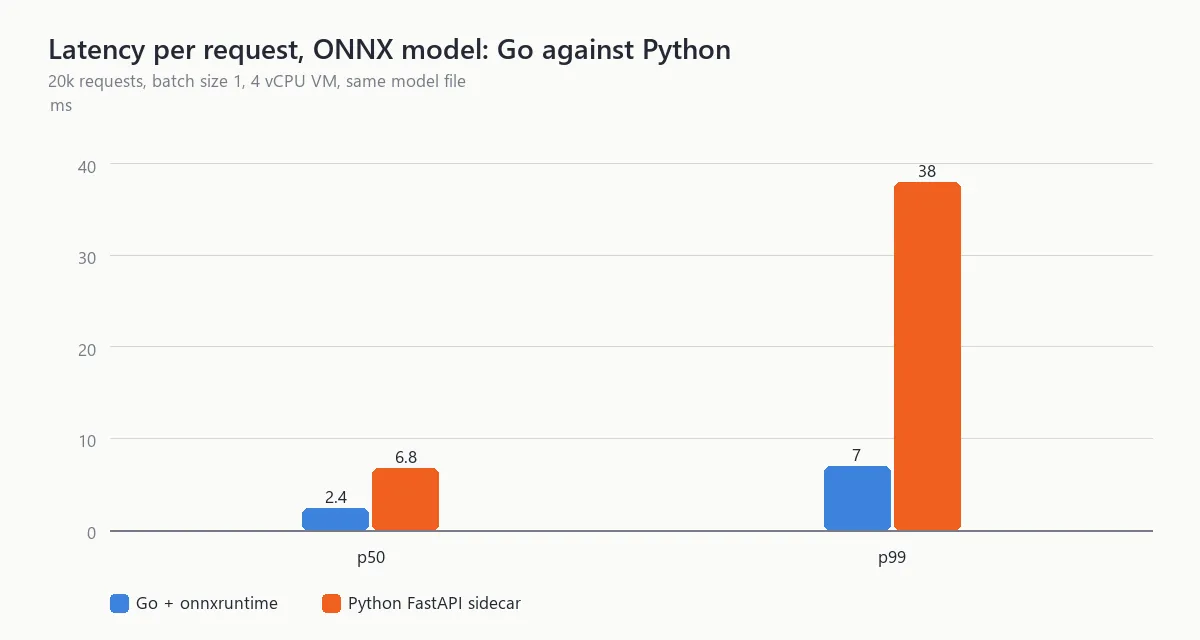 Latency per request, ONNX model: Go against Python
20k requests, batch size 1, 4 vCPU VM, same model file
ms
40
30
20
10
0
2.4
6.8
7
38
p50
p99
Go + onnxruntime
Python FastAPI sidecar